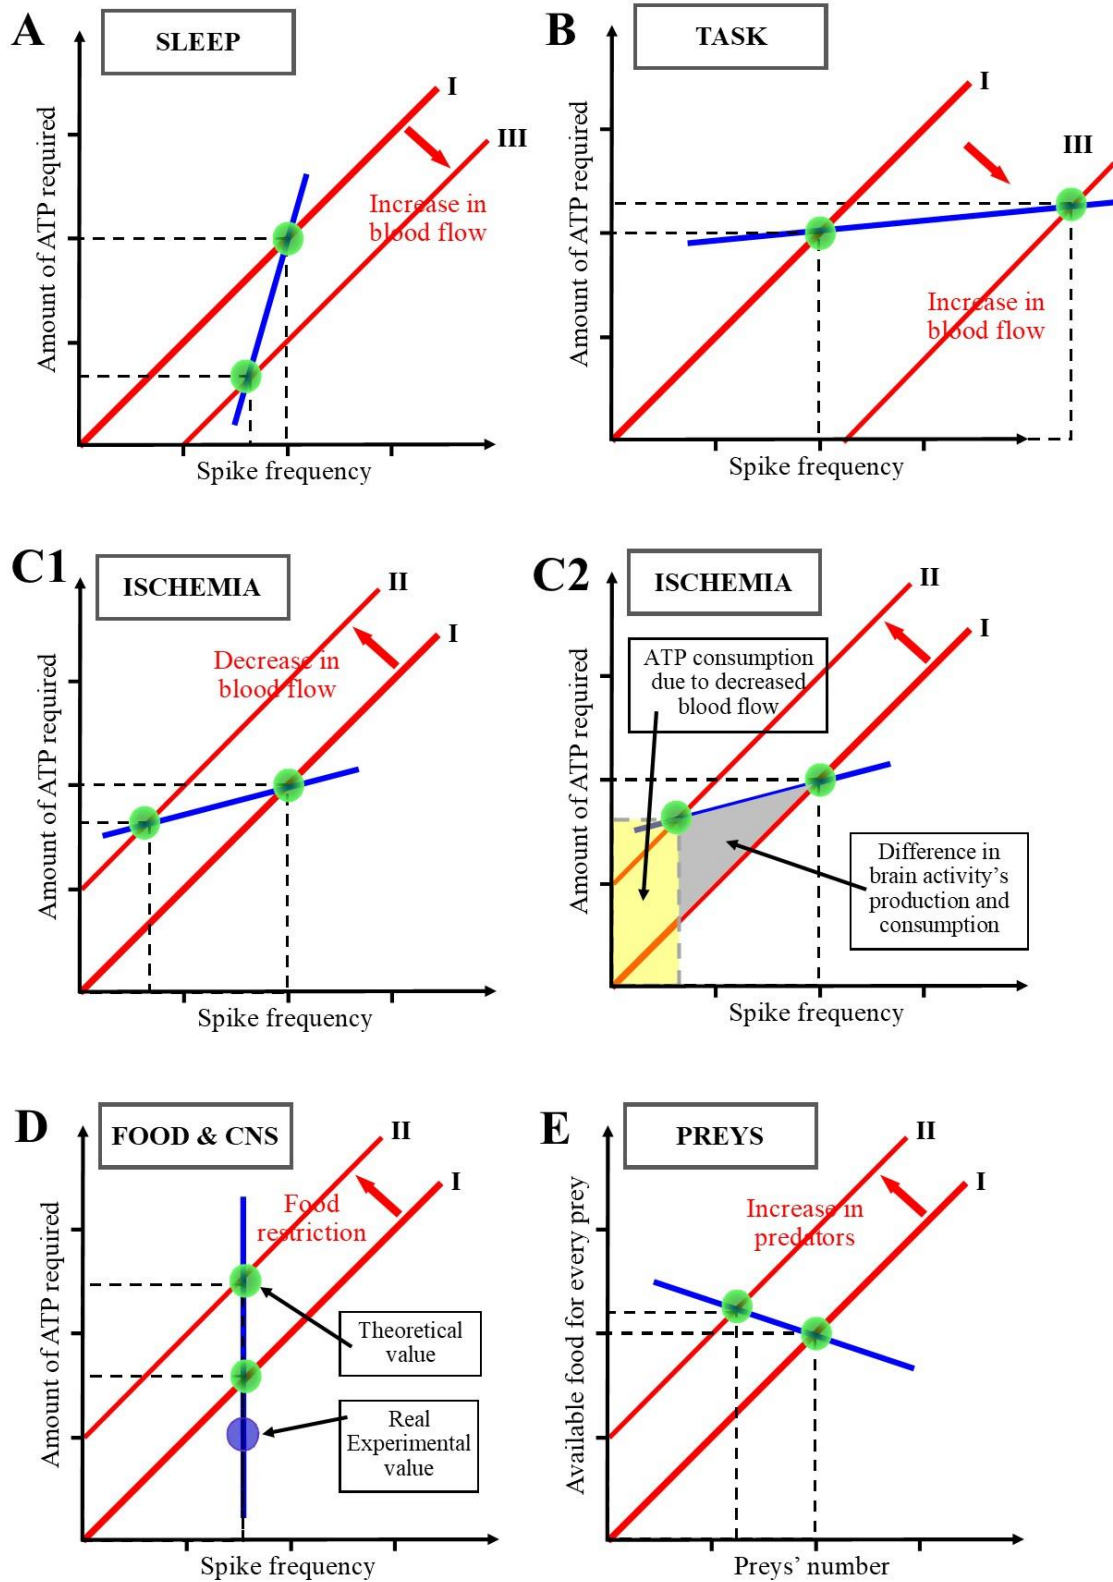 A
SLEEP
I
III
Increase in
blood flow
Amount of ATP required
Spike frequency
B
TASK
I
III
Increase in
blood flow
Amount of ATP required
Spike frequency
C1
ISCHEMIA
II
I
Decrease in
blood flow
Amount of ATP required
Spike frequency
C2
ISCHEMIA
II
I
ATP consumption
due to decreased
blood flow
Difference in
brain activity's
production and
consumption
Amount of ATP required
Spike frequency
D
FOOD & CNS
II
I
Food
restriction
Theoretical
value
Real
Experimental
value
Amount of ATP required
Spike frequency
E
PREYS
II
I
Increase in
predators
Available food for every prey
Preys' number